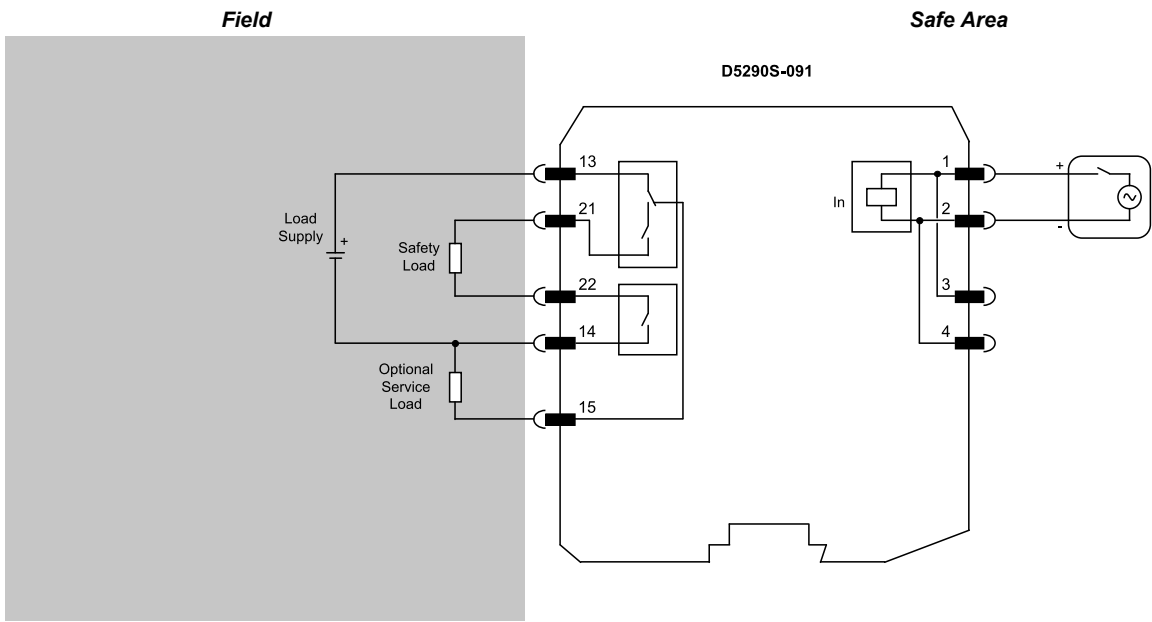 Field
Safe Area
D5290S-091
13
21
22
14
15
Load
Supply
+
Safety
Load
Optional
Service
Load
In
1
2
3
4
+
-